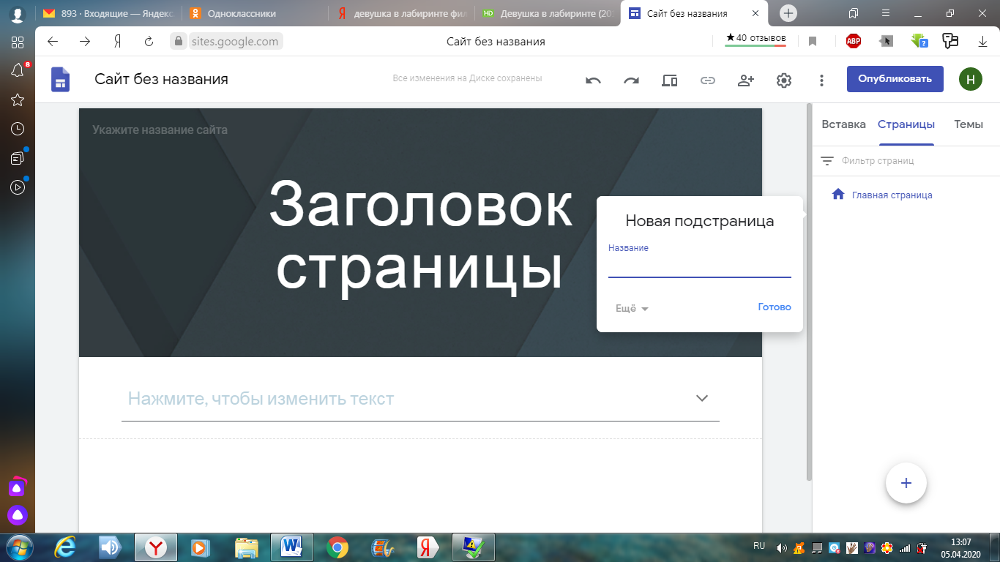 893 · Входящие — Яндекс
Одноклассники
Я
девушка в лабиринте фил
HD
Девушка в лабиринте (20
Сайт без названия
8
Я
sites.google.com
Сайт без названия
★40 отзывов
ABP
?
Сайт без названия
Все изменения на Диске сохранены
Опубликовать
Н
Укажите название сайта
Заголовок
страницы
Вставка
Страницы
Темы
Фильтр страниц
Главная страница
Новая подстраница
Название
Ещё
Готово
Нажмите, чтобы изменить текст
+
RU
13:07
05.04.2020